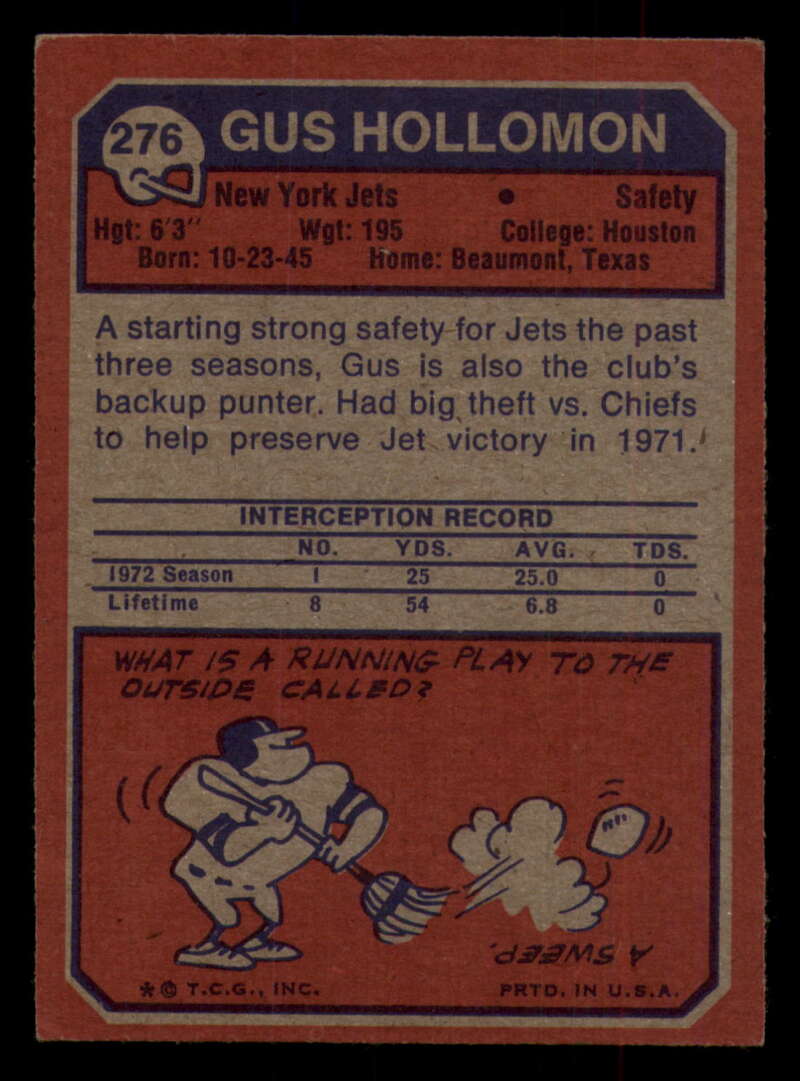 276 GUS HOLLOMON
New York Jets • Safety
Hgt: 6'3" Wgt: 195 College: Houston
Born: 10-23-45 Home: Beaumont, Texas
A starting strong safety for Jets the past
three seasons, Gus is also the club's
backup punter. Had big theft vs. Chiefs
to help preserve Jet victory in 1971.
INTERCEPTION RECORD
NO. YDS. AVG. TDS.
1972 Season 1 25 25.0 0
Lifetime 8 54 6.8 0
WHAT IS A RUNNING PLAY TO THE
OUTSIDE CALLED?
A SWEEP.
* © T.C.G., INC. PRTD. IN U.S.A.